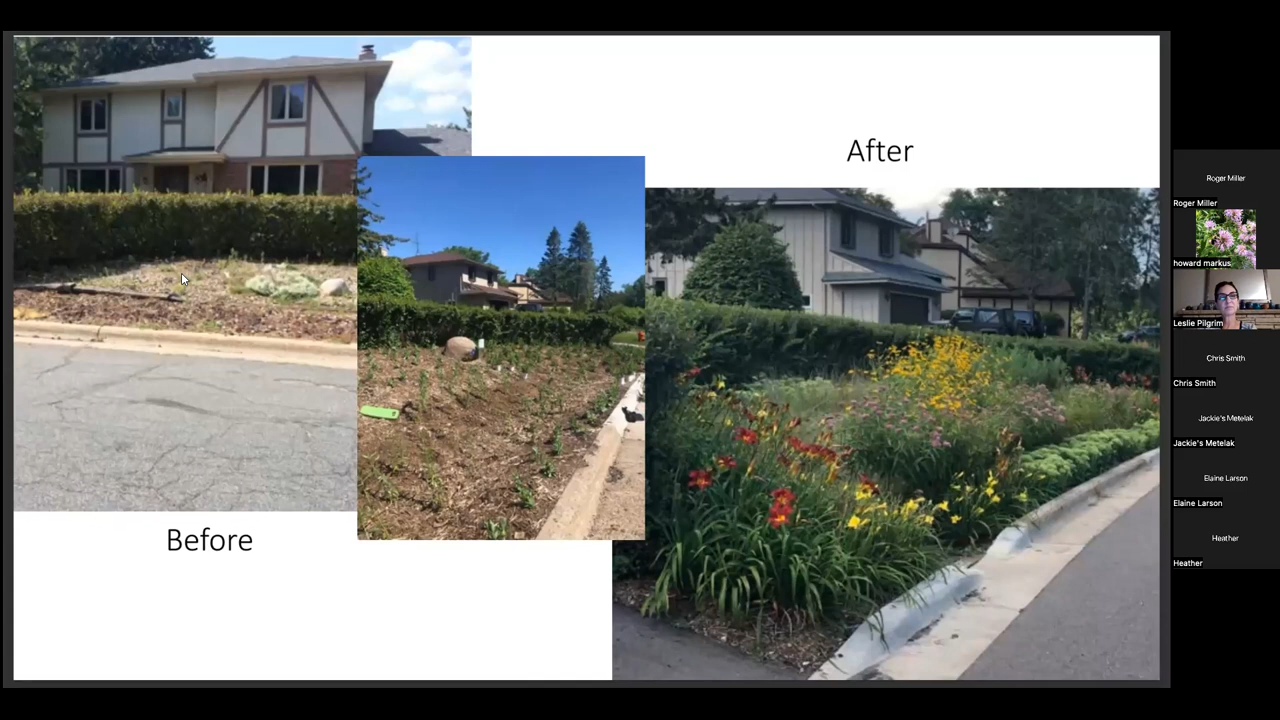 After
Before
Roger Miller
Roger Miller
howard markus
Leslie Pilgrim
Chris Smith
Chris Smith
Jackie's Metelak
Jackie's Metelak
Elaine Larson
Elaine Larson
Heather
Heather